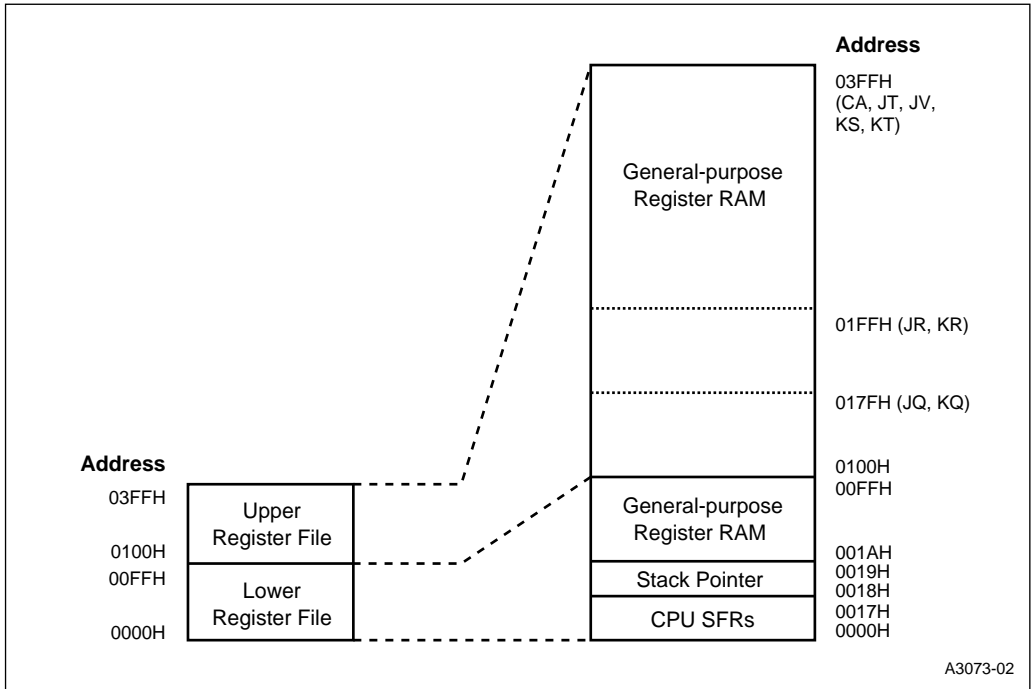 Address
03FFH
(CA, JT, JV,
KS, KT)
General-purpose
Register RAM
01FFH (JR, KR)
017FH (JQ, KQ)
0100H
Address
03FFH
Upper
Register File
0100H
00FFH
Lower
Register File
0000H
00FFH
General-purpose
Register RAM
001AH
0019H
Stack Pointer
0018H
0017H
CPU SFRs
0000H
A3073-02